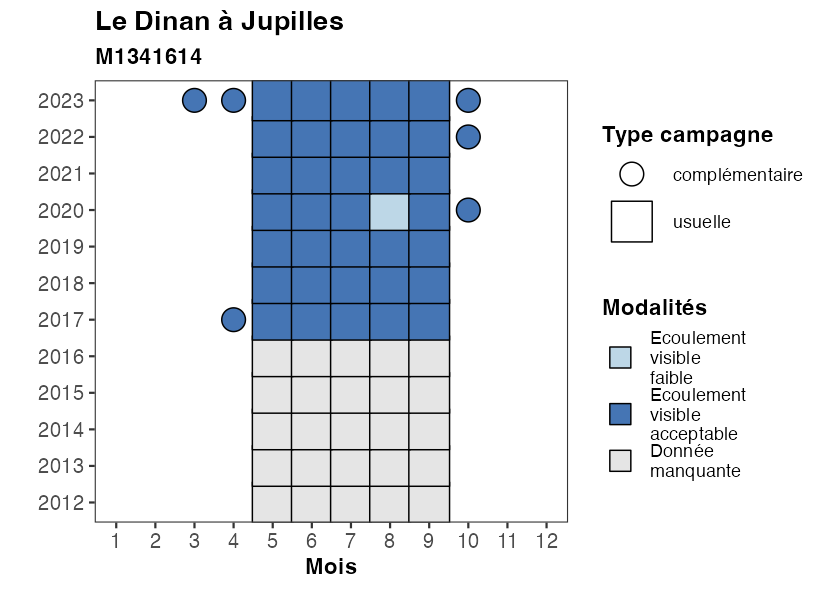 Le Dinan à Jupilles
M1341614
2023
2022
2021
2020
2019
2018
2017
2016
2015
2014
2013
2012
1 2 3 4 5 6 7 8 9 10 11 12
Mois
Type campagne
complémentaire
usuelle
Modalités
Ecoulement
visible
faible
Ecoulement
visible
acceptable
Donnée
manquante